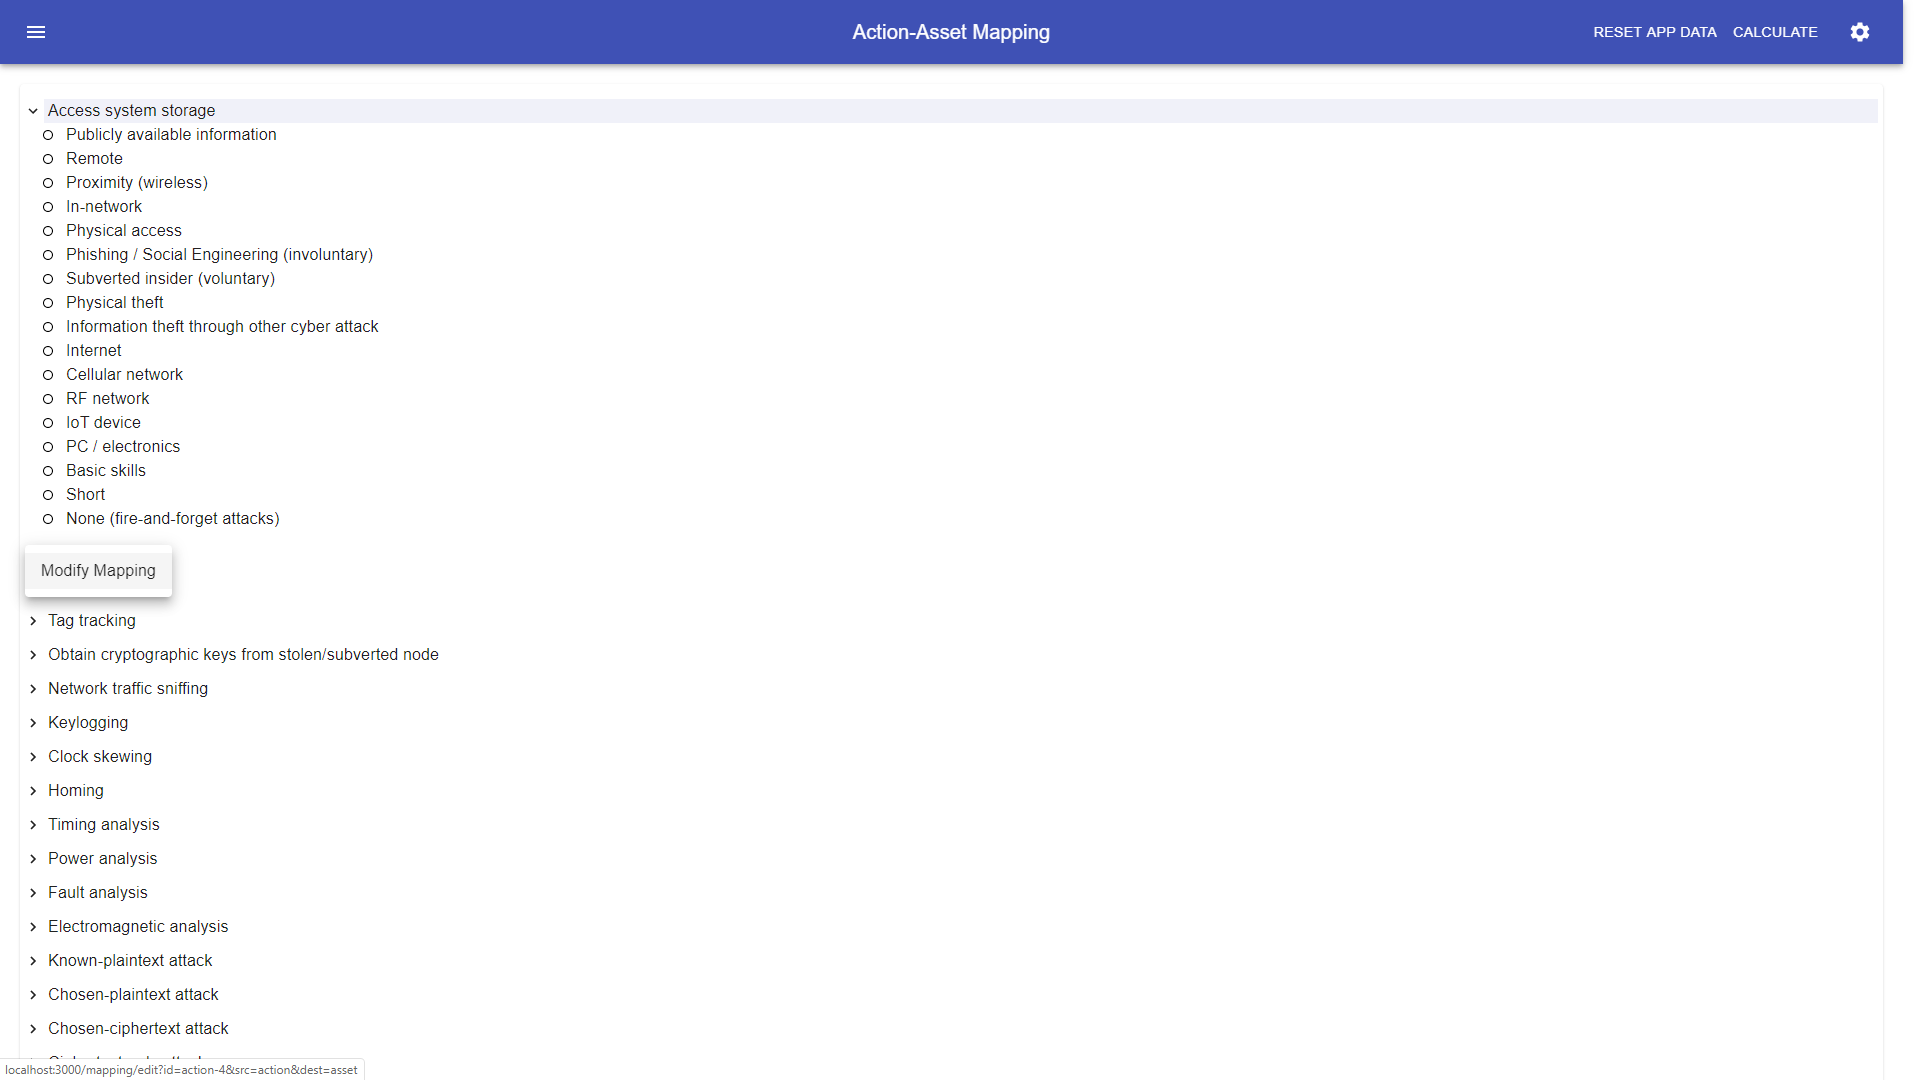 Action-Asset Mapping
RESET APP DATA
CALCULATE
Access system storage
Publicly available information
Remote
Proximity (wireless)
In-network
Physical access
Phishing / Social Engineering (involuntary)
Subverted insider (voluntary)
Physical theft
Information theft through other cyber attack
Internet
Cellular network
RF network
IoT device
PC / electronics
Basic skills
Short
None (fire-and-forget attacks)
Modify Mapping
Tag tracking
Obtain cryptographic keys from stolen/subverted node
Network traffic sniffing
Keylogging
Clock skewing
Homing
Timing analysis
Power analysis
Fault analysis
Electromagnetic analysis
Known-plaintext attack
Chosen-plaintext attack
Chosen-ciphertext attack
localhost:3000/mapping/edit?id=action-4&src=action&dest=asset